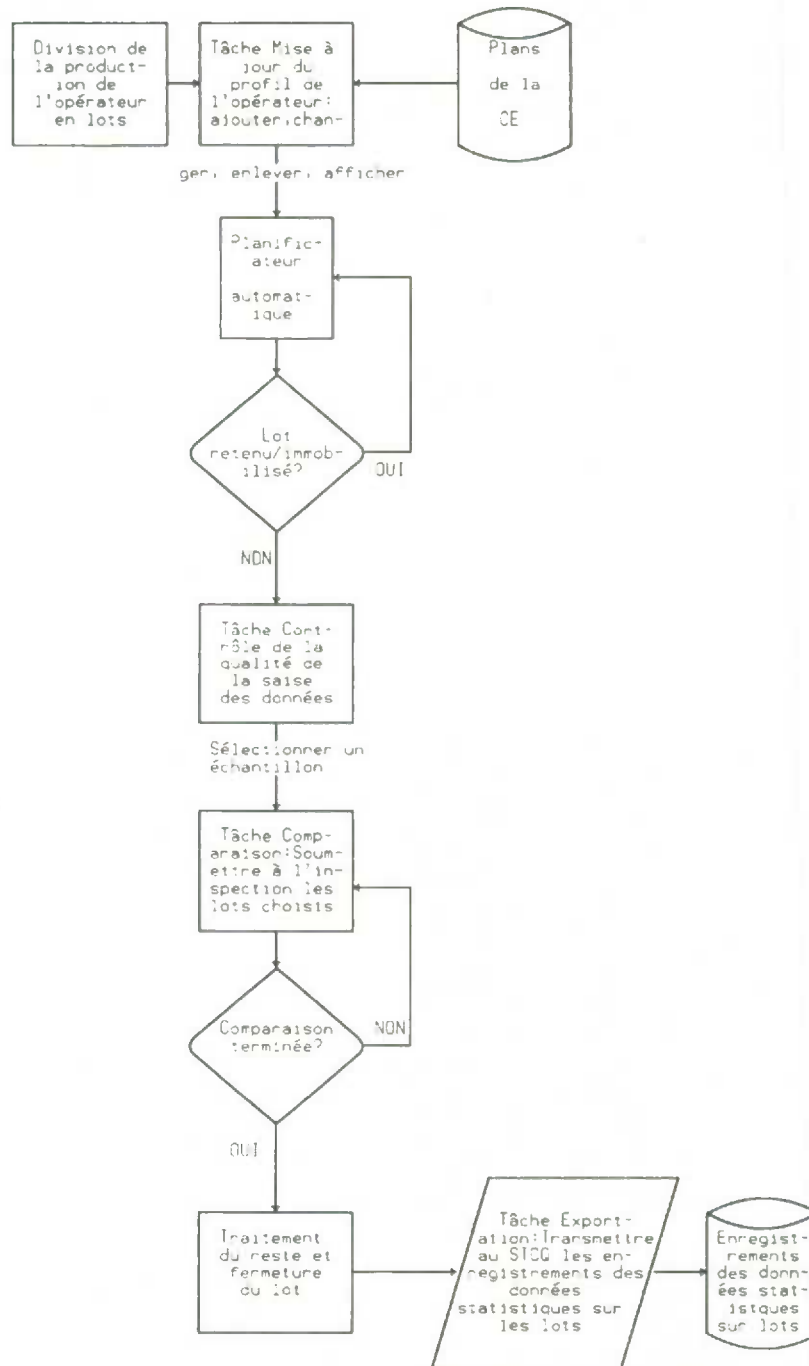 Division de
la product-
ion de
l'opérateur
en lots
Tâche Mise à
jour du
profil de
l'opérateur:
ajouter,chan-
Plans
de la
CE
ger, enlever, afficher
Planific-
ateur
automat-
ique
Lot
retenu/immob-
ilisé?
OUI
NON
Tâche Cont-
rôle de la
qualité de
la saise
des données
Sélectionner un
échantillon
Tâche Comp-
araison:Soum-
ettre à l'in-
spection les
lots choisis
Comparaison
terminée?
NON
OUI
Traitement
du reste et
fermeture
du lot
Tâche Export-
ation:Transmettre
au STCQ les en-
registrements des
données
statistiques sur
les lots
Enregist-
rements
des donn-
ées stat-
istques
sur lots